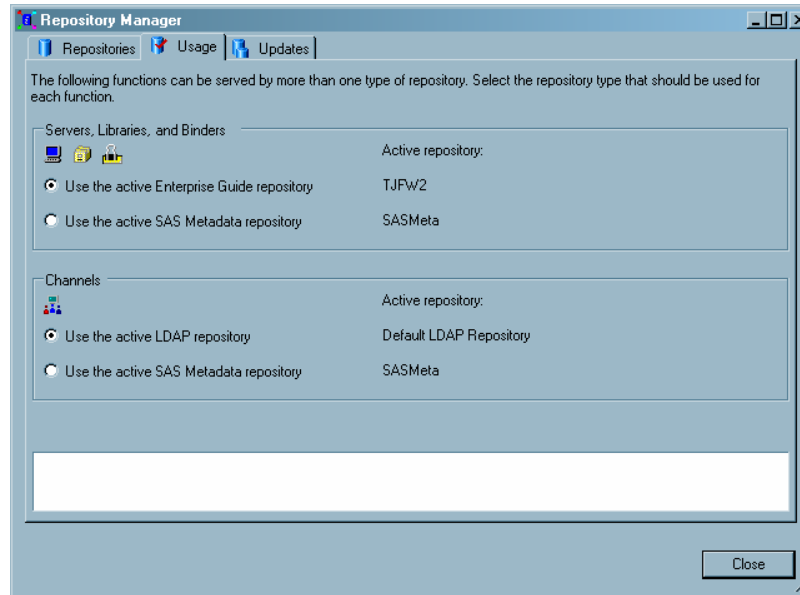 Repository Manager
Repositories
Usage
Updates
The following functions can be served by more than one type of repository. Select the repository type that should be used for
each function.
Servers, Libraries, and Binders
Active repository:
Use the active Enterprise Guide repository
TJFW2
Use the active SAS Metadata repository
SASMeta
Channels
Active repository:
Use the active LDAP repository
Default LDAP Repository
Use the active SAS Metadata repository
SASMeta
Close